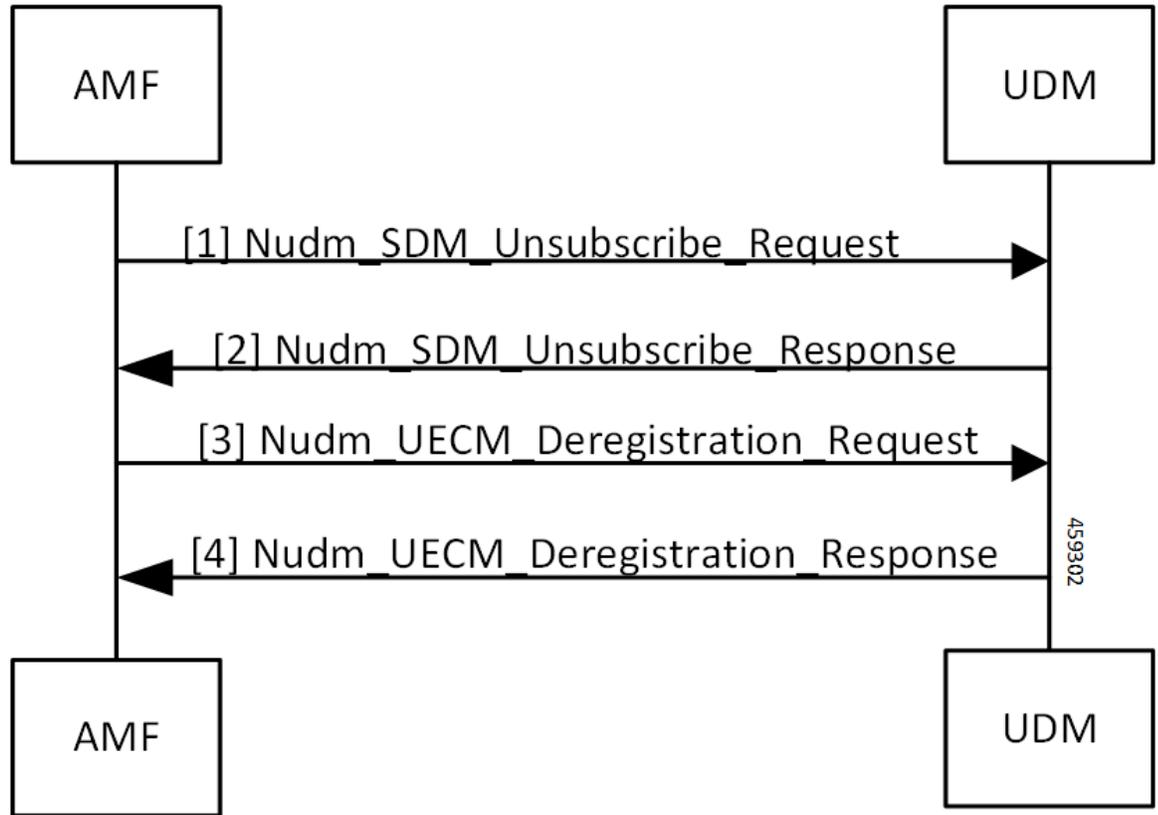 AMF
UDM
[1] Nudm_SDM_Unsubscribe_Request
[2] Nudm_SDM_Unsubscribe_Response
[3] Nudm_UECM_Deregistration_Request
[4] Nudm_UECM_Deregistration_Response
459302
AMF
UDM